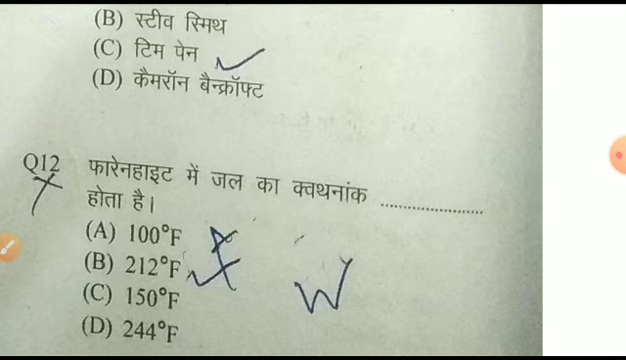 (B) स्टीव स्मिथ
(C) टिम पेन
(D) कैमरॉन बैन्क्रॉफ्ट
Q12 फारेनहाइट में जल का क्वथनांक ....................
होता है।
(A) 100°F
(B) 212°F
(C) 150°F
(D) 244°F
W